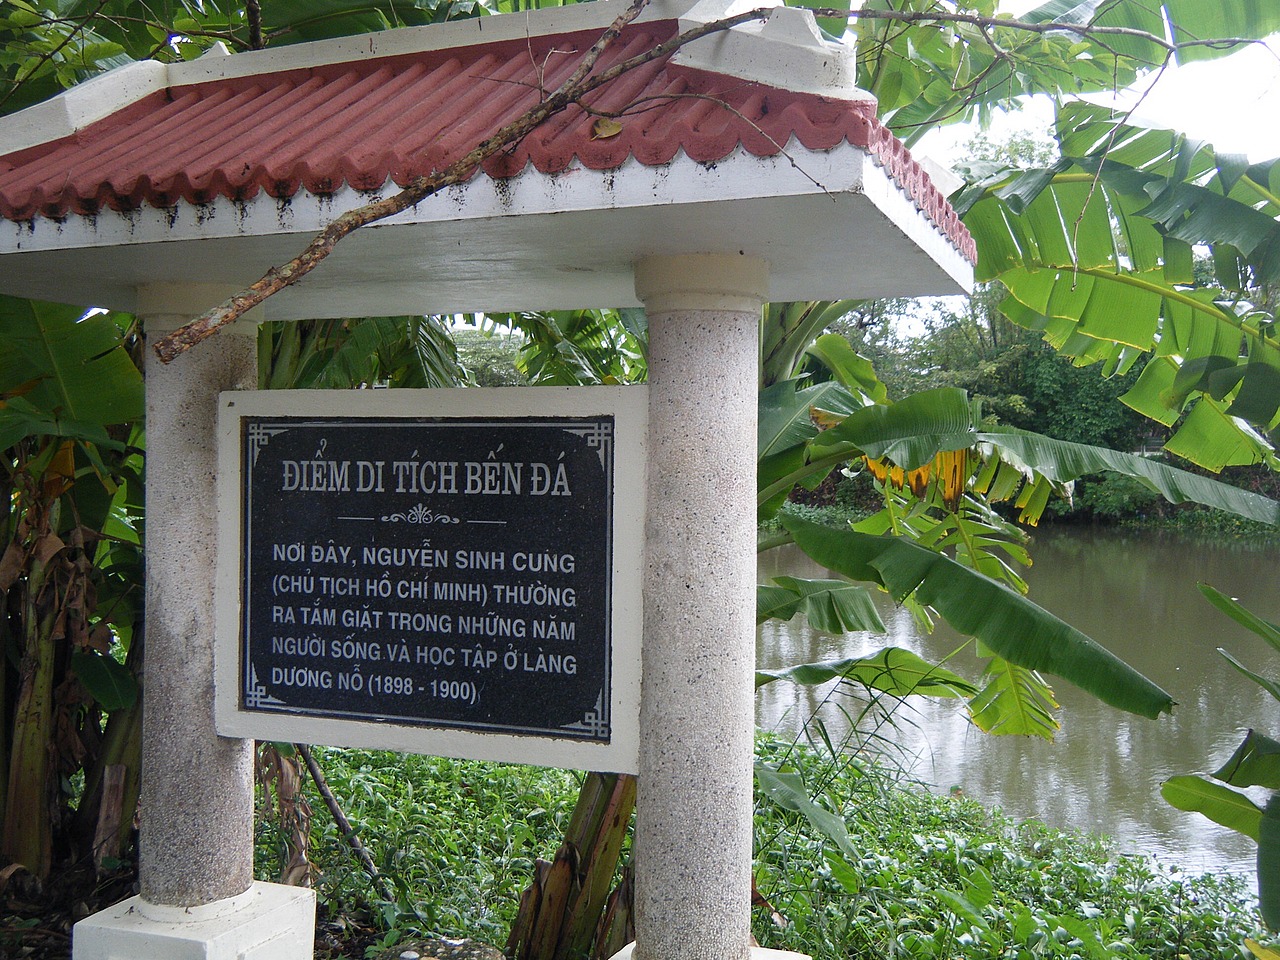 ĐIỂM DI TÍCH BẾN ĐÁ
NƠI ĐÂY, NGUYỄN SINH CUNG
(CHỦ TỊCH HỒ CHÍ MINH) THƯỜNG
RA TẮM GIẶT TRONG NHỮNG NĂM
NGƯỜI SỐNG VÀ HỌC TẬP Ở LÀNG
DƯƠNG NỖ (1898 - 1900)